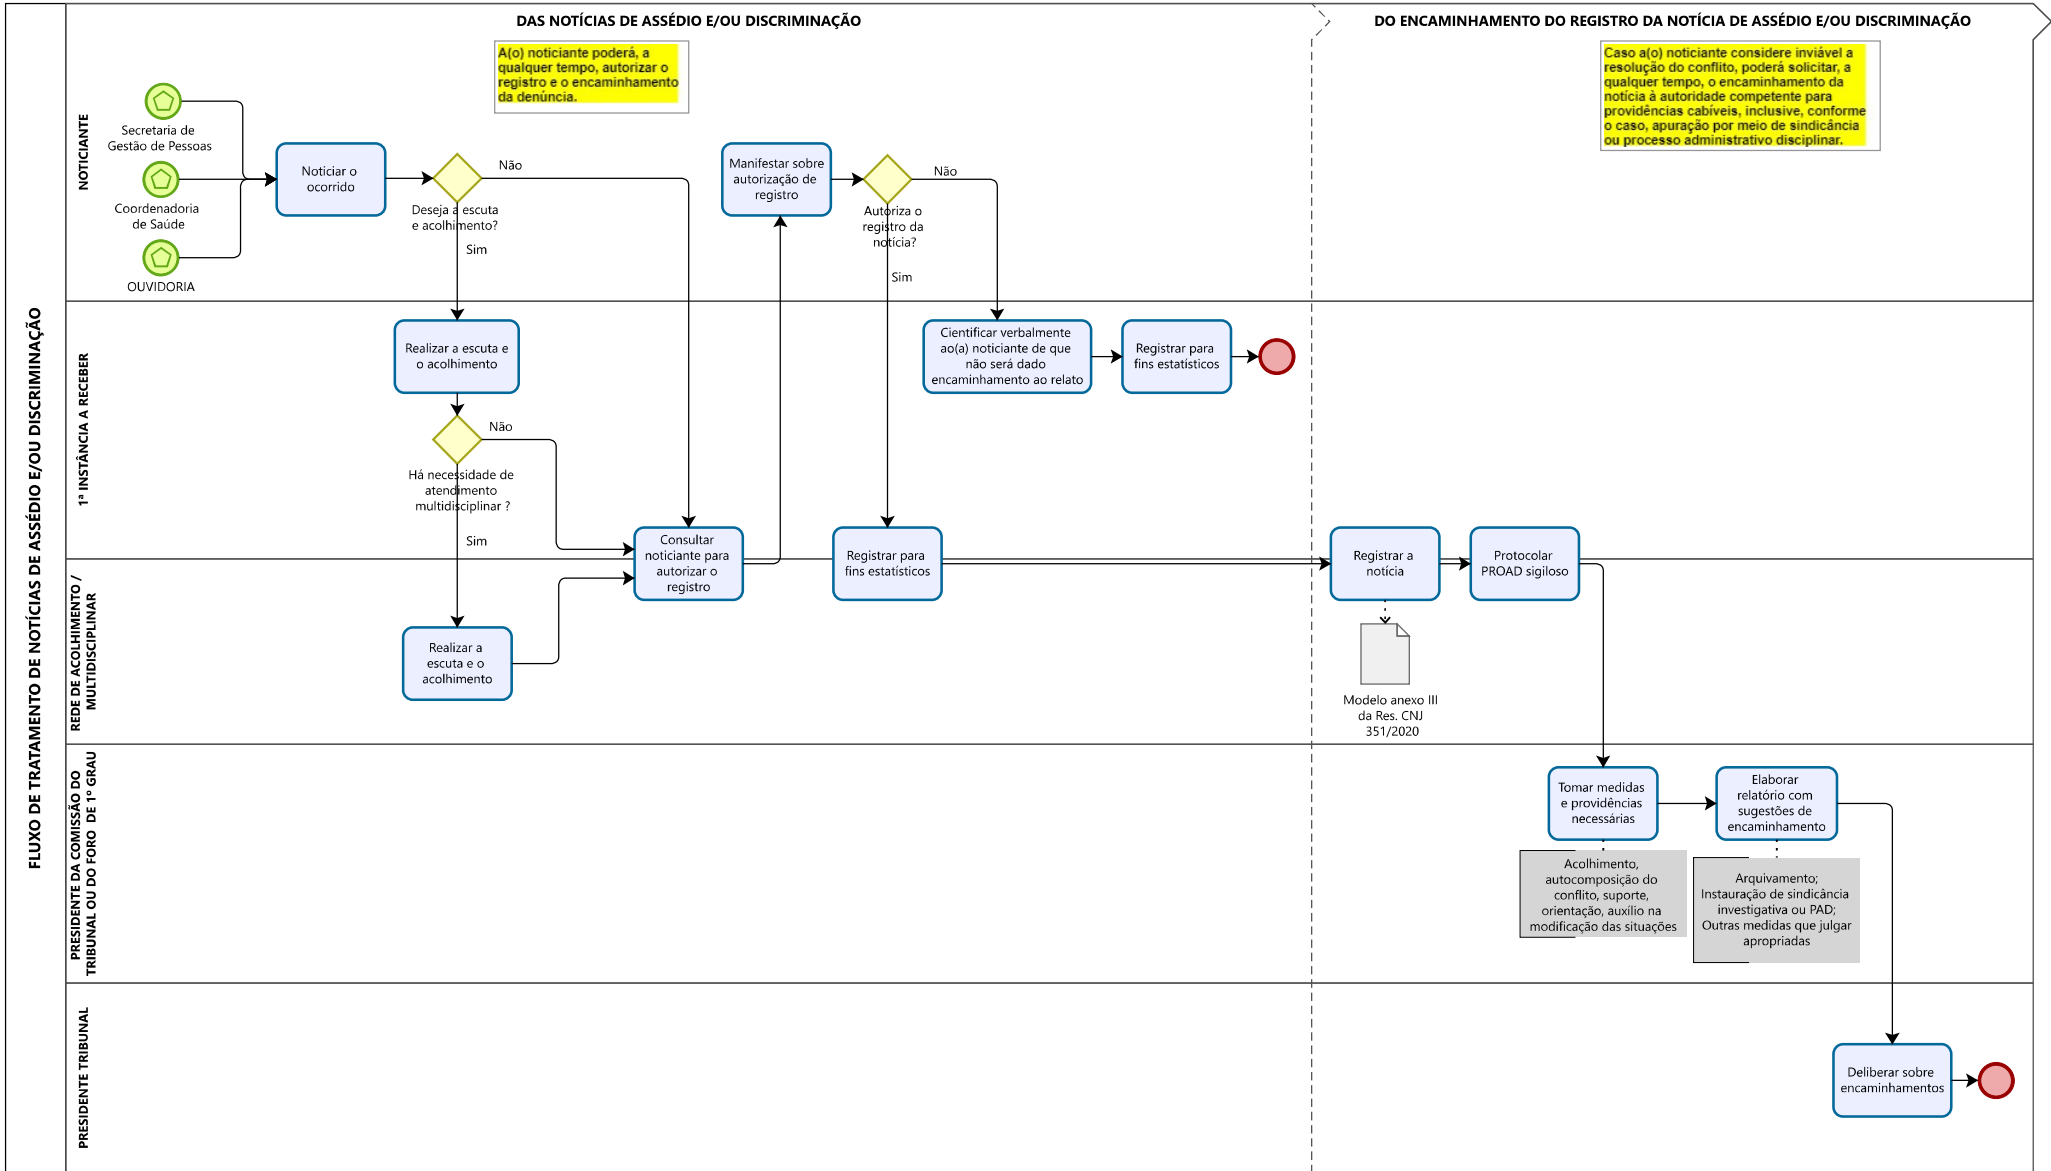 FLUXO DE TRATAMENTO DE NOTÍCIAS DE ASSÉDIO E/OU DISCRIMINAÇÃO
DAS NOTÍCIAS DE ASSÉDIO E/OU DISCRIMINAÇÃO
DO ENCAMINHAMENTO DO REGISTRO DA NOTÍCIA DE ASSÉDIO E/OU DISCRIMINAÇÃO
NOTICIANTE
A(o) noticiante poderá, a
qualquer tempo, autorizar o
registro e o encaminhamento
da denúncia.
Caso a(o) noticiante considere inviável a
resolução do conflito, poderá solicitar, a
qualquer tempo, o encaminhamento da
notícia à autoridade competente para
providências cabíveis, inclusive, conforme
o caso, apuração por meio de sindicância
ou processo administrativo disciplinar.
Secretaria de
Gestão de Pessoas
Coordenadoria
de Saúde
OUVIDORIA
Noticiar o
ocorrido
Não
Deseja a escuta
e acolhimento?
Sim
Manifestar sobre
autorização de
registro
Não
Autoriza o
registro da
notícia?
Sim
1ª INSTÂNCIA A RECEBER
Realizar a escuta e
o acolhimento
Não
Há necessidade de
atendimento
multidisciplinar ?
Sim
Cientificar verbalmente
ao(a) noticiante de que
não será dado
encaminhamento ao relato
Registrar para
fins estatísticos
Consultar
noticiante para
autorizar o
registro
Registrar para
fins estatísticos
Registrar a
notícia
Protocolar
PROAD sigiloso
REDE DE ACOLHIMENTO /
MULTIDISCIPLINAR
Realizar a
escuta e o
acolhimento
Modelo anexo III
da Res. CNJ
351/2020
PRESIDENTE DA COMISSÃO DO
TRIBUNAL OU DO FORO DE 1º GRAU
Tomar medidas
e providências
necessárias
Elaborar
relatório com
sugestões de
encaminhamento
Acolhimento,
autocomposição do
conflito, suporte,
orientação, auxílio na
modificação das situações
Arquivamento;
Instauração de sindicância
investigativa ou PAD;
Outras medidas que julgar
apropriadas
PRESIDENTE TRIBUNAL
Deliberar sobre
encaminhamentos